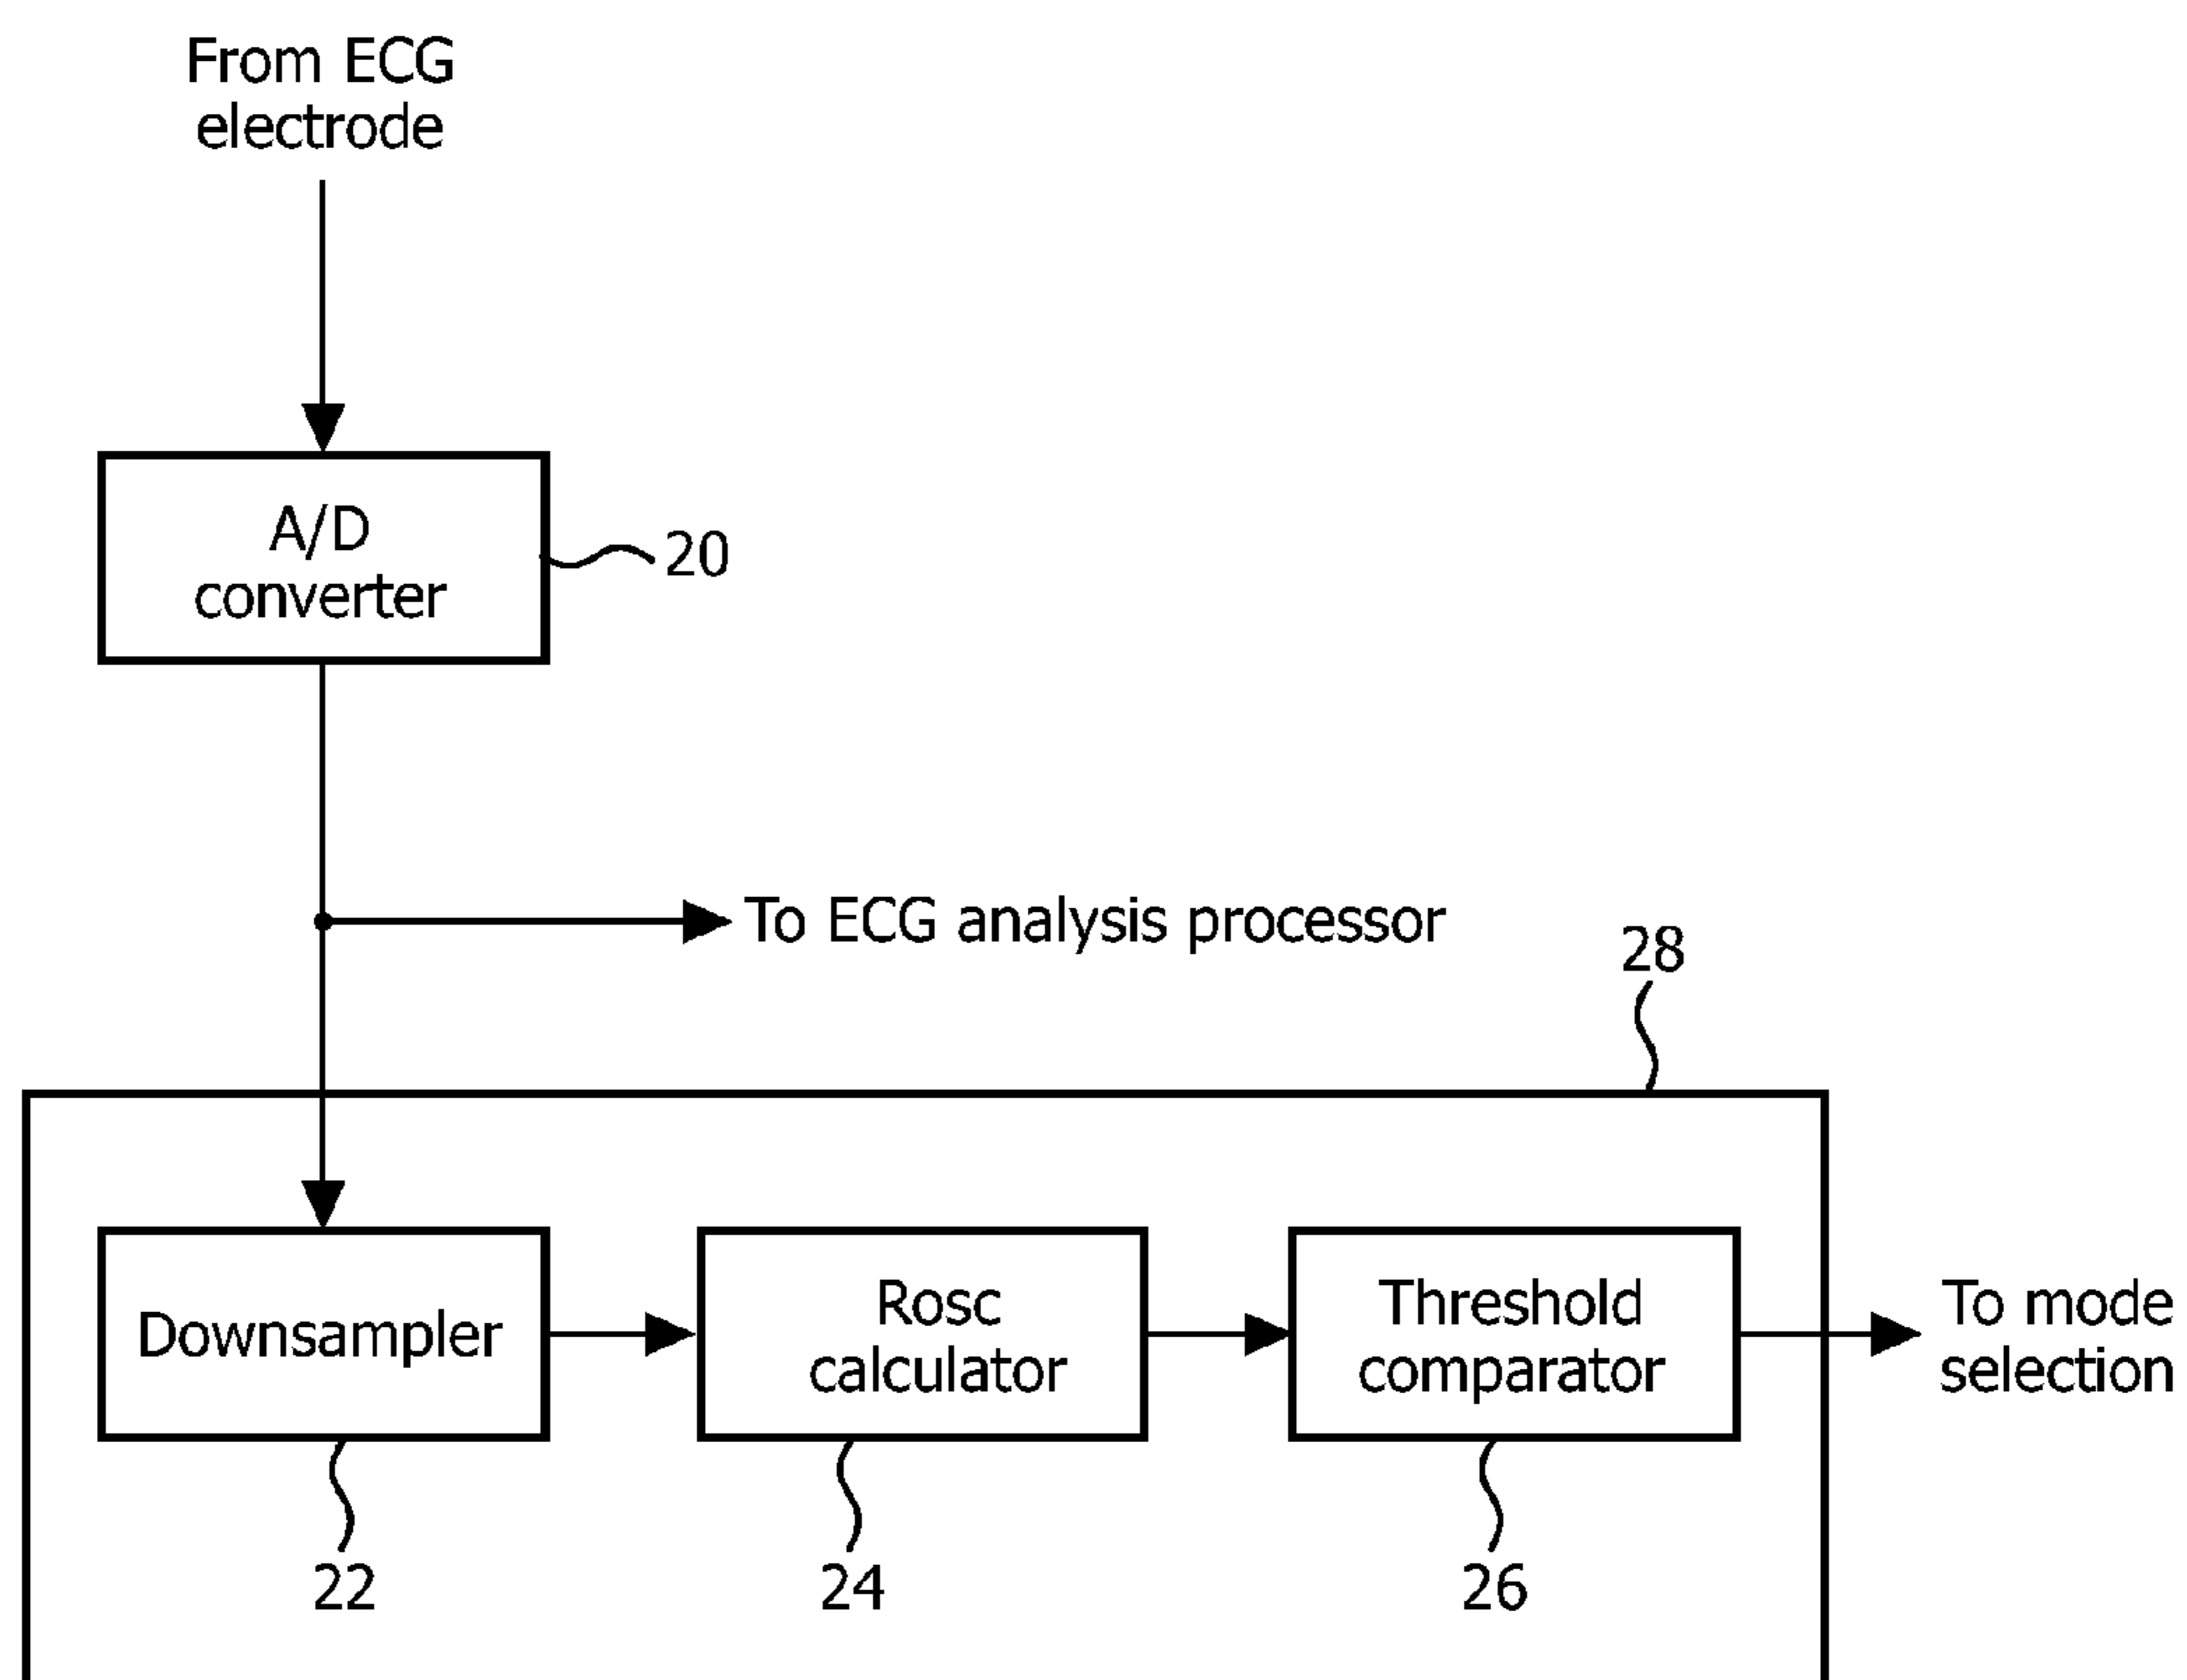 From ECG
electrode
A/D
converter
20
To ECG analysis processor
28
Downsampler
Rosc
calculator
Threshold
comparator
To mode
selection
22
24
26